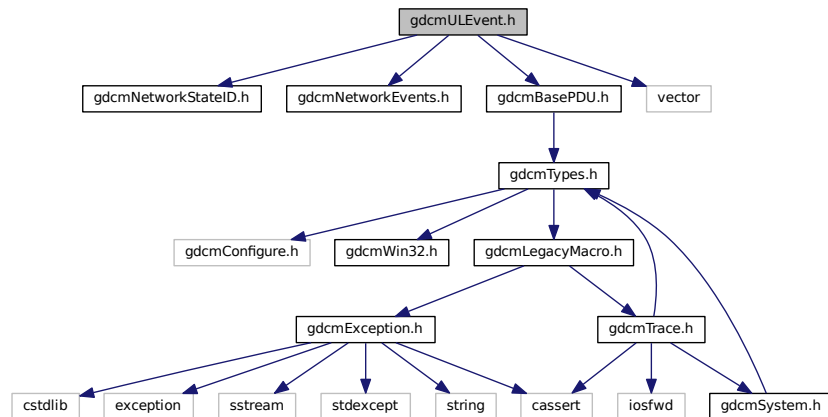 gdcmULEvent.h
gdcmNetworkStateID.h
gdcmNetworkEvents.h
gdcmBasePDU.h
vector
gdcmTypes.h
gdcmConfigure.h
gdcmWin32.h
gdcmLegacyMacro.h
gdcmException.h
gdcmTrace.h
cstdlib
exception
sstream
stdexcept
string
cassert
iosfwd
gdcmSystem.h